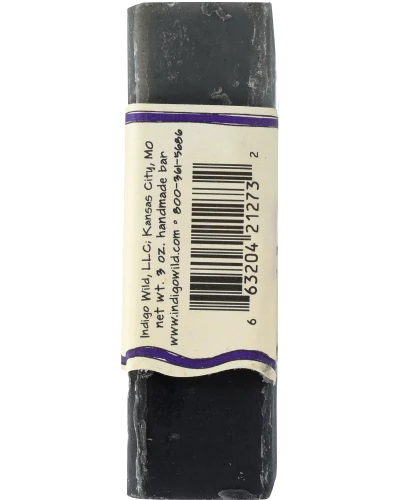 Indigo Wild, LLC; Kansas City, MO
net wt. 3 oz. handmade bar
www.indigowild.com • 800-361-5686
6 63204 21273 2